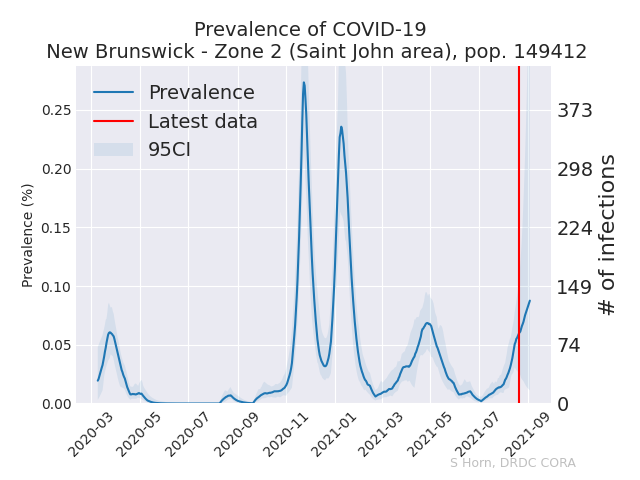 Prevalence of COVID-19
New Brunswick - Zone 2 (Saint John area), pop. 149412
Prevalence
Latest data
95CI
Prevalence (%)
0.25
0.20
0.15
0.10
0.05
0.00
373
298
224
149
74
0
# of infections
2020-03
2020-05
2020-07
2020-09
2020-11
2021-01
2021-03
2021-05
2021-07
2021-09
S Horn, DRDC CORA